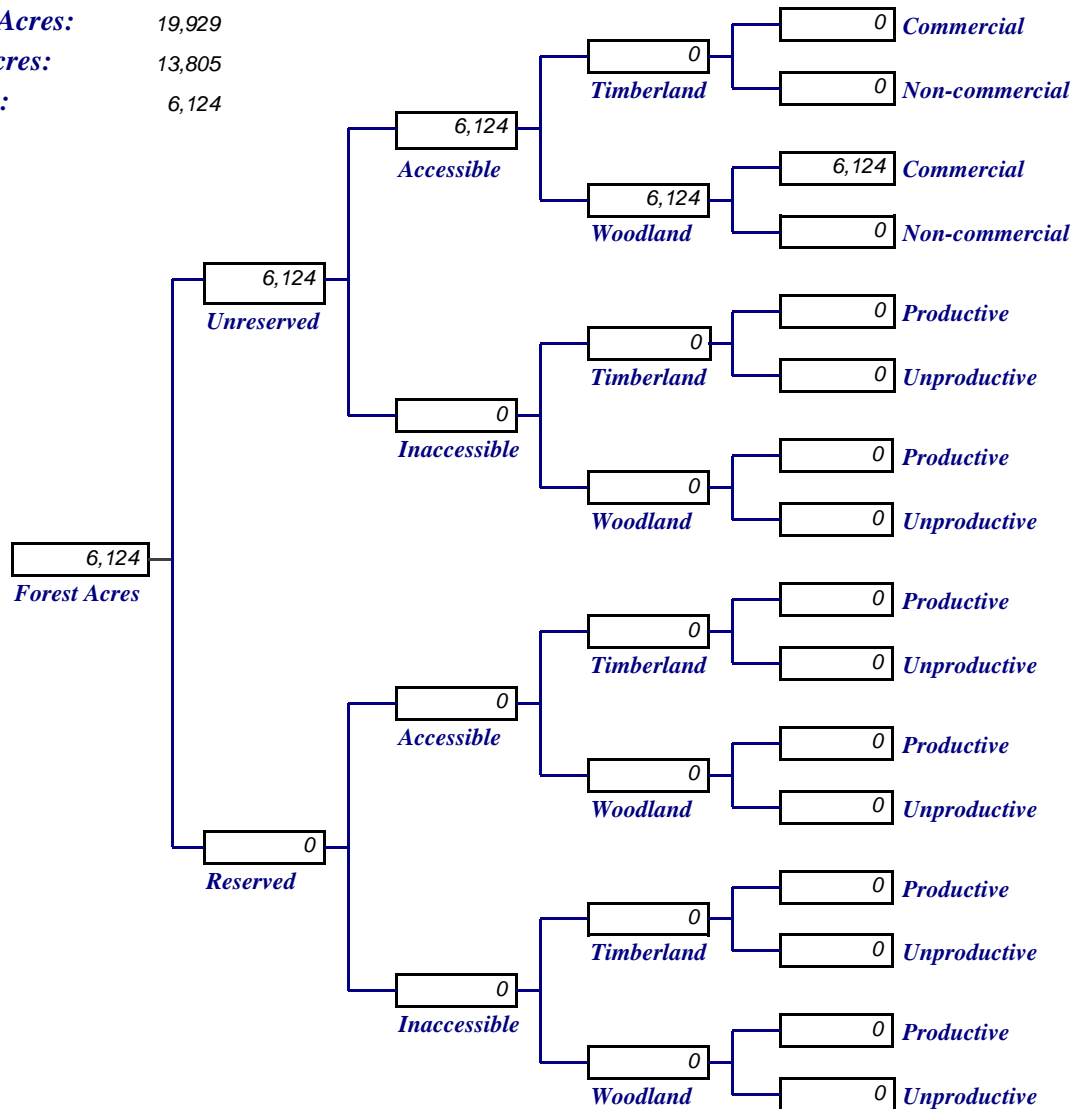 Acres: 19,929
cres: 13,805
: 6,124
0 Commercial
0
Timberland
0 Non-commercial
6,124
Accessible
6,124 Commercial
6,124
Woodland
0 Non-commercial
6,124
Unreserved
0 Productive
0
Timberland
0 Unproductive
0
Inaccessible
0 Productive
0
Woodland
0 Unproductive
6,124
Forest Acres
0 Productive
0
Timberland
0 Unproductive
0
Accessible
0 Productive
0
Woodland
0 Unproductive
0
Reserved
0 Productive
0
Timberland
0 Unproductive
0
Inaccessible
0 Productive
0
Woodland
0 Unproductive